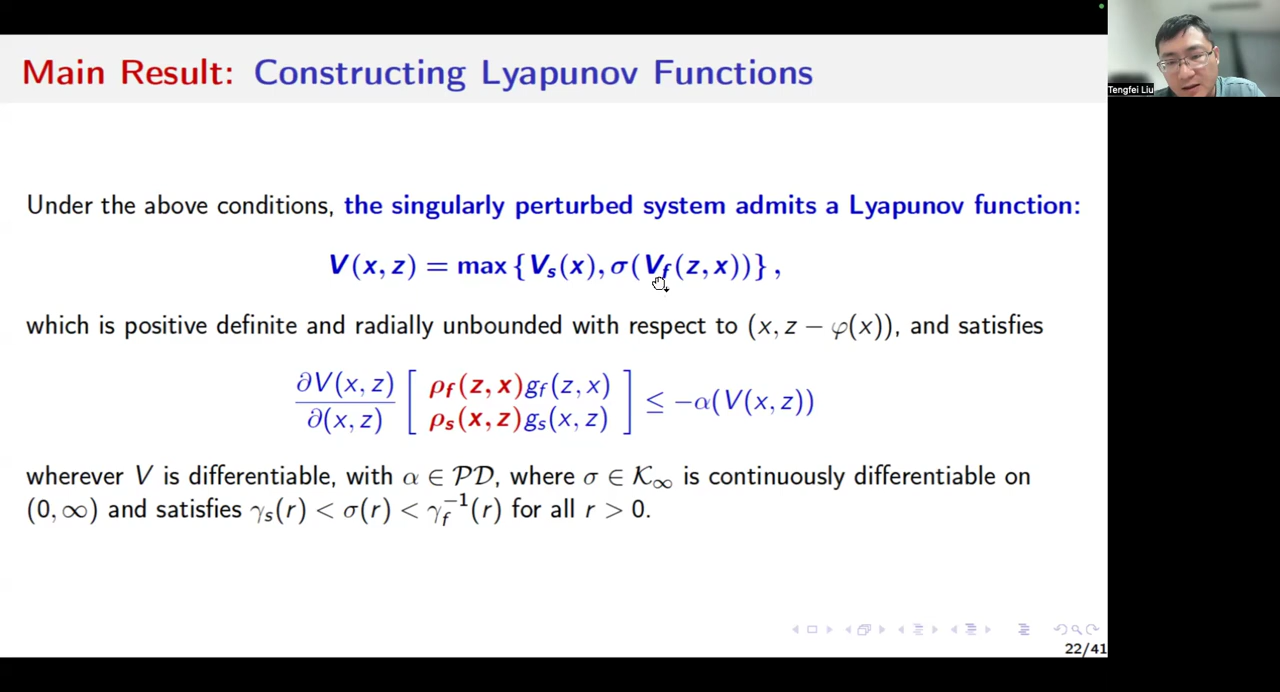 Main Result: Constructing Lyapunov Functions
Tengfei Liu
Under the above conditions, the singularly perturbed system admits a Lyapunov function:
V(x, z) = max {V_s(x), σ(V_f(z, x))} ,
which is positive definite and radially unbounded with respect to (x, z − φ(x)), and satisfies
∂V(x, z)/∂(x, z) [ρ_f(z, x)g_f(z, x) ; ρ_s(x, z)g_s(x, z)] ≤ −α(V(x, z))
wherever V is differentiable, with α ∈ 𝒫𝒟, where σ ∈ 𝒦_∞ is continuously differentiable on
(0, ∞) and satisfies γ_s(r) < σ(r) < γ_f^{−1}(r) for all r > 0.
22/41